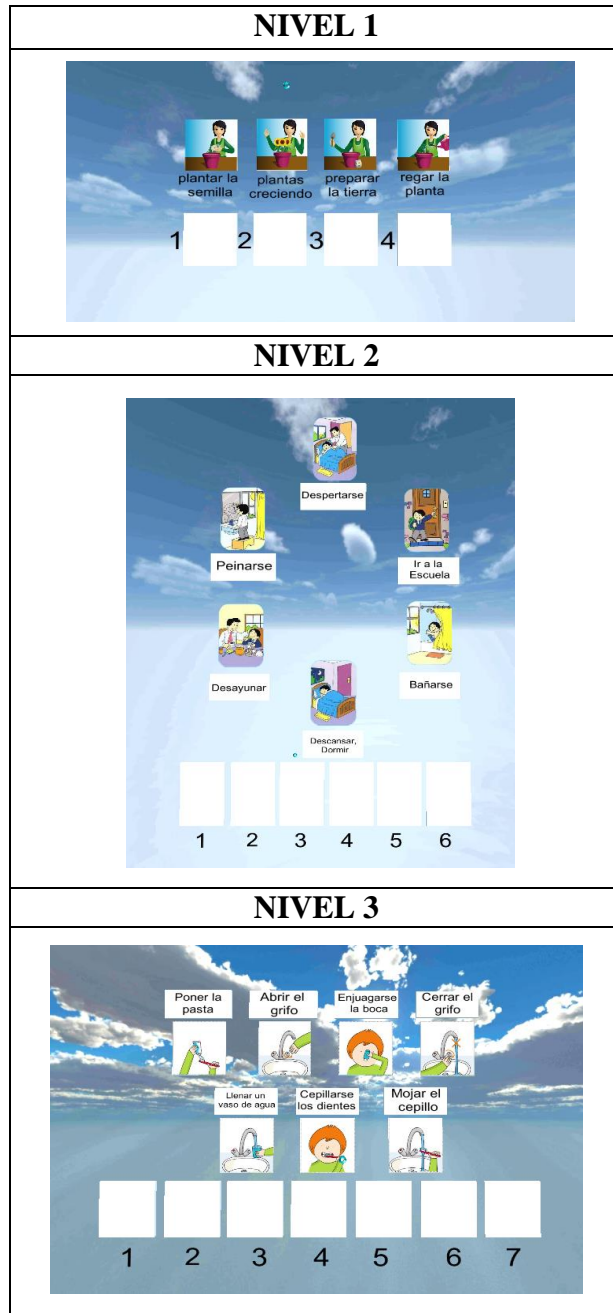 NIVEL 1
plantar la
semilla
plantas
creciendo
preparar
la tierra
regar la
planta
1 2 3 4
NIVEL 2
Despertarse
Peinarse
Ir a la
Escuela
Desayunar
Bañarse
Descansar,
Dormir
1 2 3 4 5 6
NIVEL 3
Poner la
pasta
Abrir el
grifo
Enjuagarse
la boca
Cerrar el
grifo
Llenar un
vaso de agua
Cepillarse
los dientes
Mojar el
cepillo
1 2 3 4 5 6 7